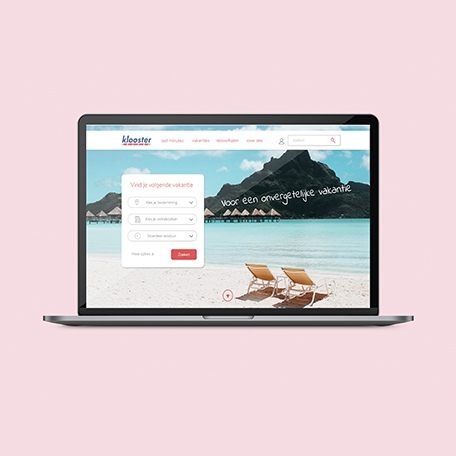 klooster
last minutes vakanties reisverhalen over ons
Zoeken
Vind je volgende vakantie
Voor een onvergetelijke vakantie
Kies je bestemming
Kies je vertrekdatum
Selecteer reisduur
Meer opties
Zoeken